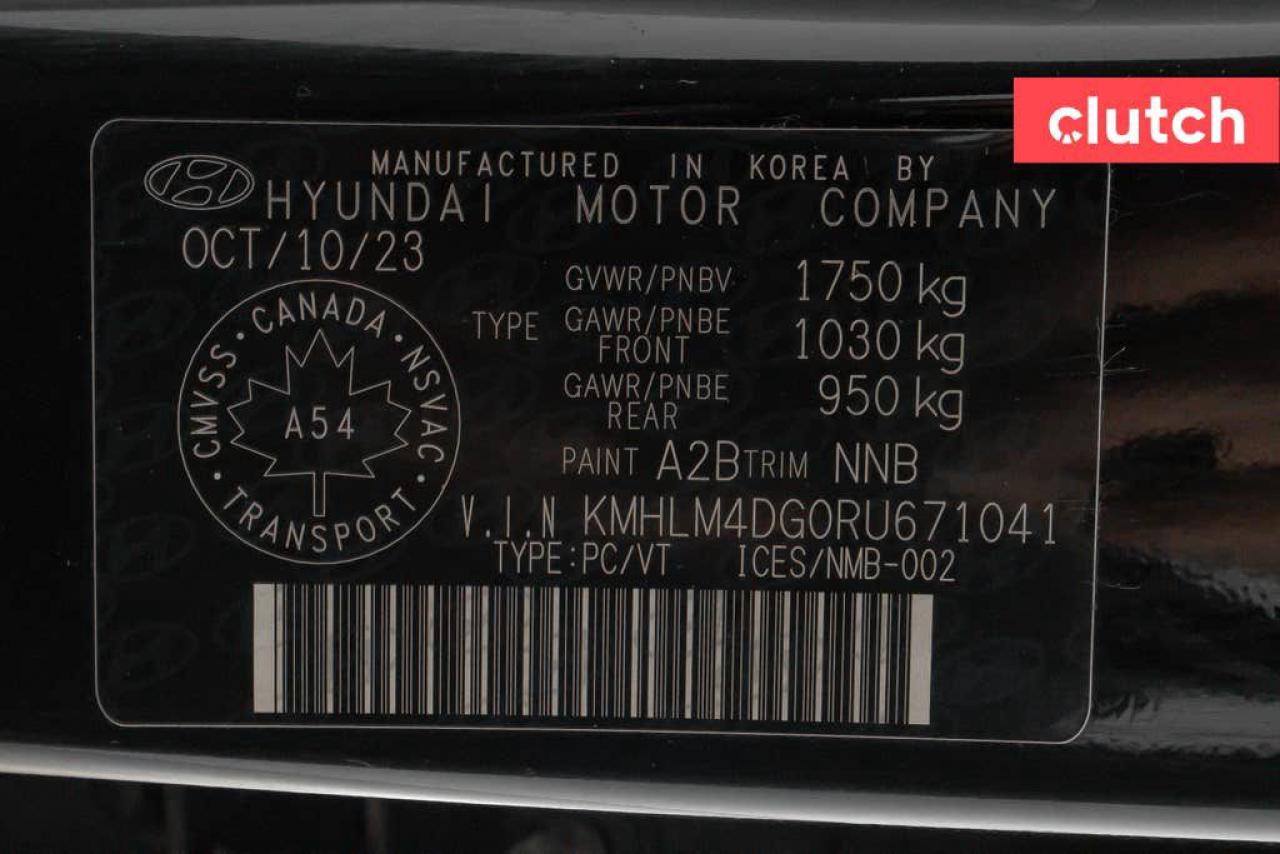 clutch
MANUFACTURED IN KOREA BY
HYUNDAI MOTOR COMPANY
OCT/10/23
CMVSS · CANADA · NSVAC · TRANSPORT ·
A54
TYPE
GVWR/PNBV 1750 kg
GAWR/PNBE FRONT 1030 kg
GAWR/PNBE REAR 950 kg
PAINT A2B TRIM NNB
V.I.N KMHLM4DG0RU671041
TYPE:PC/VT ICES/NMB-002